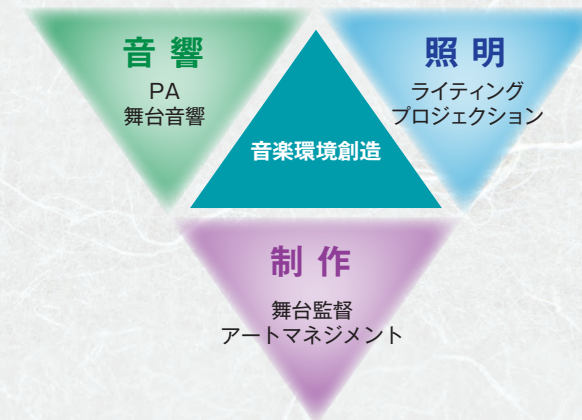 音響
PA
舞台音響
照明
ライティング
プロジェクション
音楽環境創造
制作
舞台監督
アートマネジメント